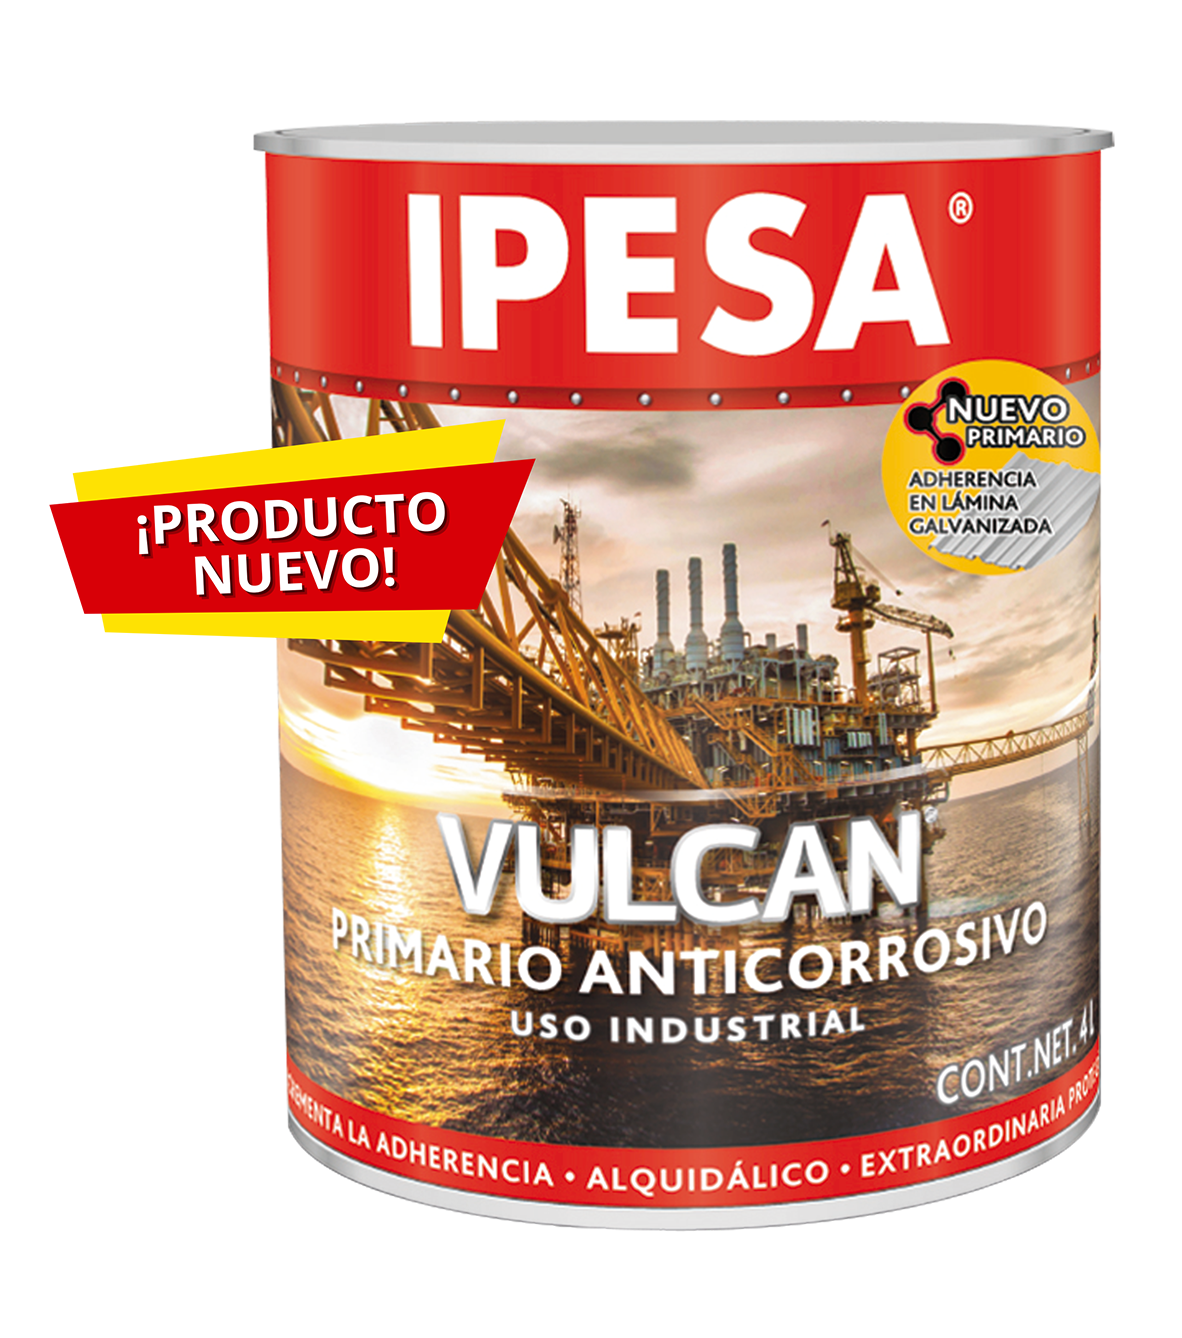 IPESA®
NUEVO
PRIMARIO
ADHERENCIA
EN LÁMINA
GALVANIZADA
¡PRODUCTO
NUEVO!
VULCAN
PRIMARIO ANTICORROSIVO
USO INDUSTRIAL
CONT.NET. 4L
LA ADHERENCIA • ALQUIDÁLICO • EXTRAORDINARIA